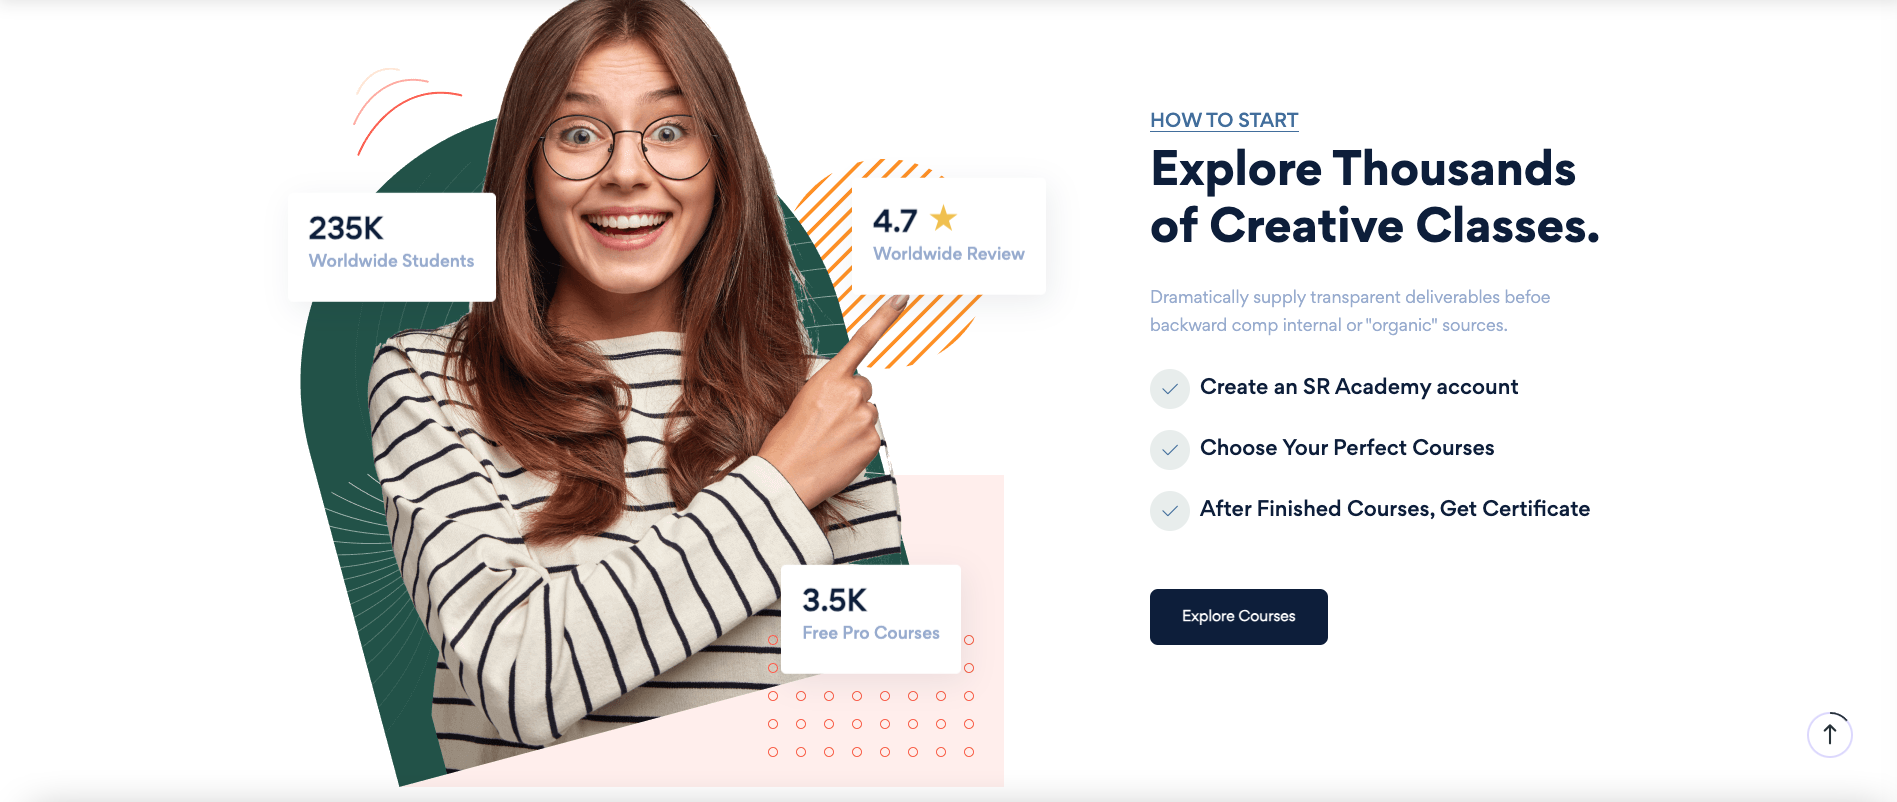 235K
Worldwide Students
4.7
Worldwide Review
3.5K
Free Pro Courses
HOW TO START
Explore Thousands
of Creative Classes.
Dramatically supply transparent deliverables befoe
backward comp internal or "organic" sources.
Create an SR Academy account
Choose Your Perfect Courses
After Finished Courses, Get Certificate
Explore Courses